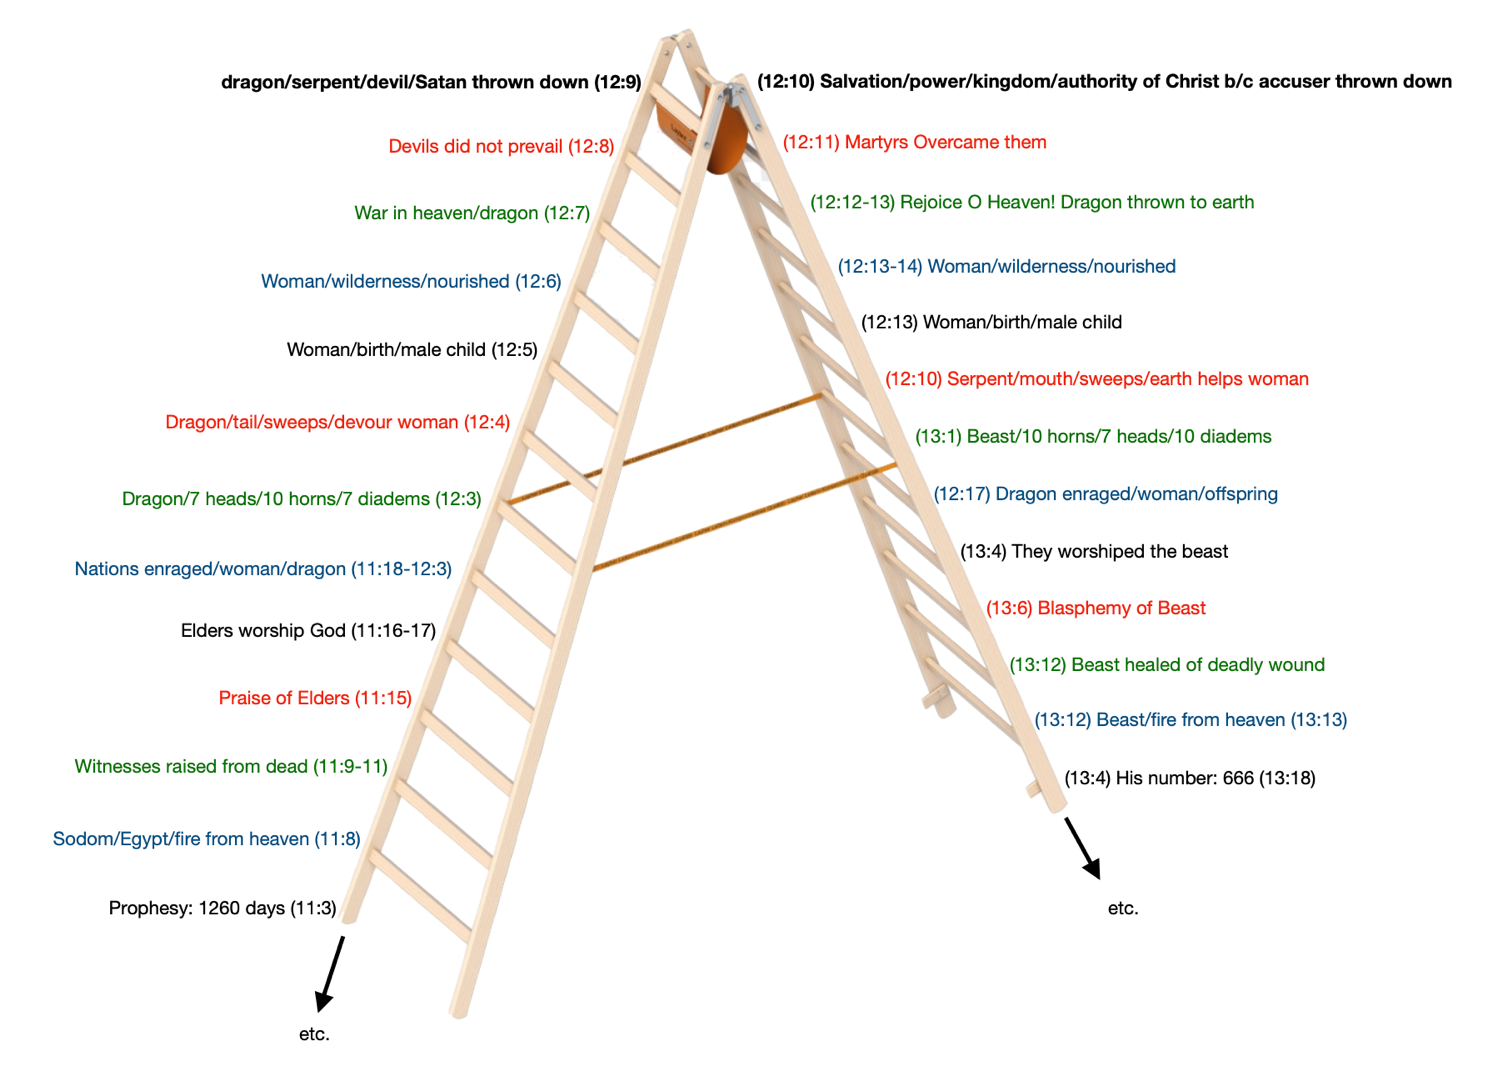 dragon/serpent/devil/Satan thrown down (12:9)
(12:10) Salvation/power/kingdom/authority of Christ b/c accuser thrown down
Devils did not prevail (12:8)
(12:11) Martyrs Overcame them
War in heaven/dragon (12:7)
(12:12-13) Rejoice O Heaven! Dragon thrown to earth
Woman/wilderness/nourished (12:6)
(12:13-14) Woman/wilderness/nourished
Woman/birth/male child (12:5)
(12:13) Woman/birth/male child
Dragon/tail/sweeps/devour woman (12:4)
(12:10) Serpent/mouth/sweeps/earth helps woman
Dragon/7 heads/10 horns/7 diadems (12:3)
(13:1) Beast/10 horns/7 heads/10 diadems
Nations enraged/woman/dragon (11:18-12:3)
(12:17) Dragon enraged/woman/offspring
Elders worship God (11:16-17)
(13:4) They worshiped the beast
Praise of Elders (11:15)
(13:6) Blasphemy of Beast
Witnesses raised from dead (11:9-11)
(13:12) Beast healed of deadly wound
Sodom/Egypt/fire from heaven (11:8)
(13:12) Beast/fire from heaven (13:13)
Prophesy: 1260 days (11:3)
(13:4) His number: 666 (13:18)
etc.
etc.